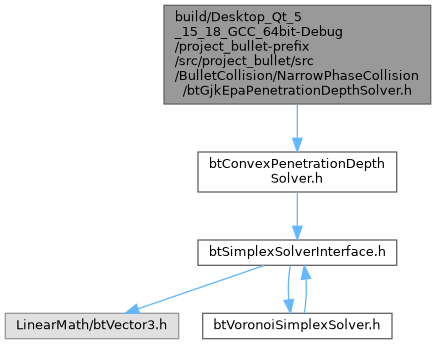 build/Desktop_Qt_5
_15_18_GCC_64bit-Debug
/project_bullet-prefix
/src/project_bullet/src
/BulletCollision/NarrowPhaseCollision
/btGjkEpaPenetrationDepthSolver.h
btConvexPenetrationDepth
Solver.h
btSimplexSolverInterface.h
LinearMath/btVector3.h
btVoronoiSimplexSolver.h